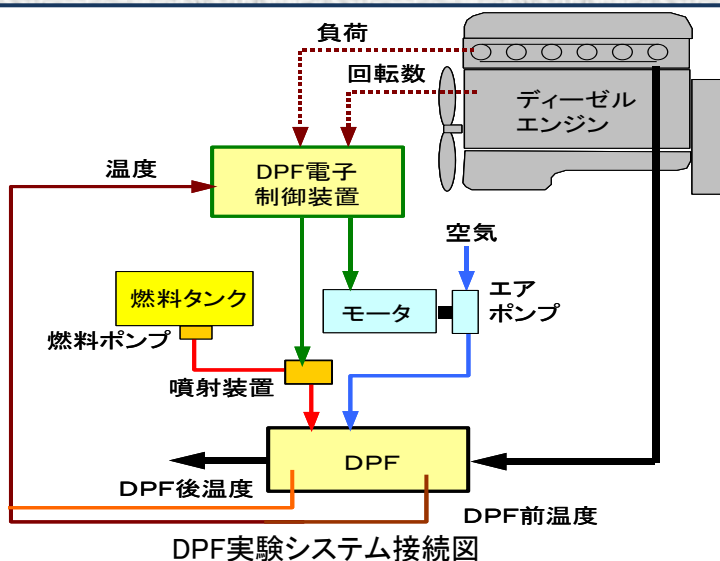 負荷
回転数
ディーゼル
エンジン
温度
DPF電子
制御装置
空気
燃料タンク
モータ
エア
ポンプ
燃料ポンプ
噴射装置
DPF
DPF後温度
DPF前温度
DPF実験システム接続図